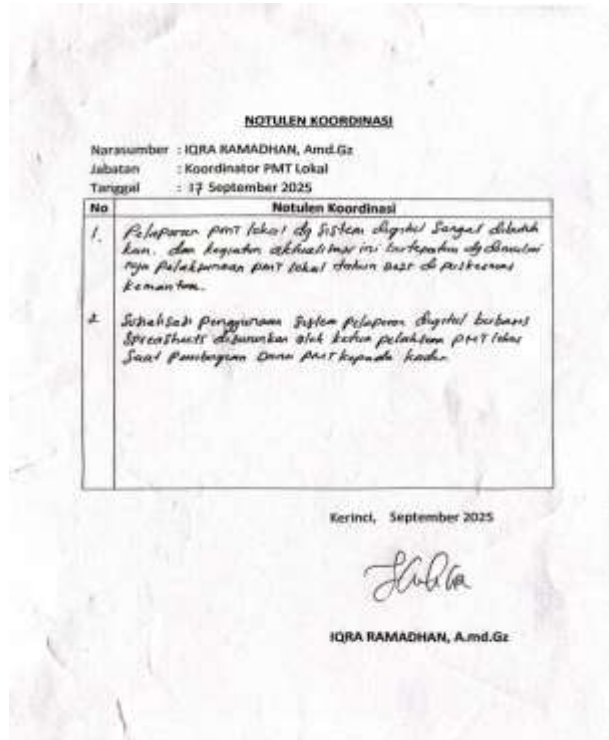 NOTULEN KOORDINASI
Narasumber : IQRA RAMADHAN, Amd.Gz
Jabatan : Koordinator PMT Lokal
Tanggal : 17 September 2025
No Notulen Koordinasi
1. Pelaporan PMT lokal dg Sistem digital Sangat dibutuh
kan. dan kegiatan aktualisasi ini bertepatan dg dimulai
nya Pelaksanaan PMT lokal tahun 2025 di puskesmas
Kemantan.
2 Sosialisasi Penggunaan Sistem Pelaporan digital berbasis
Spreadsheets disarankan oleh ketua pelaksana PMT lokal
Saat Pembagian Dana PMT kepada kader.
Kerinci, September 2025
IQRA RAMADHAN, A.md.Gz